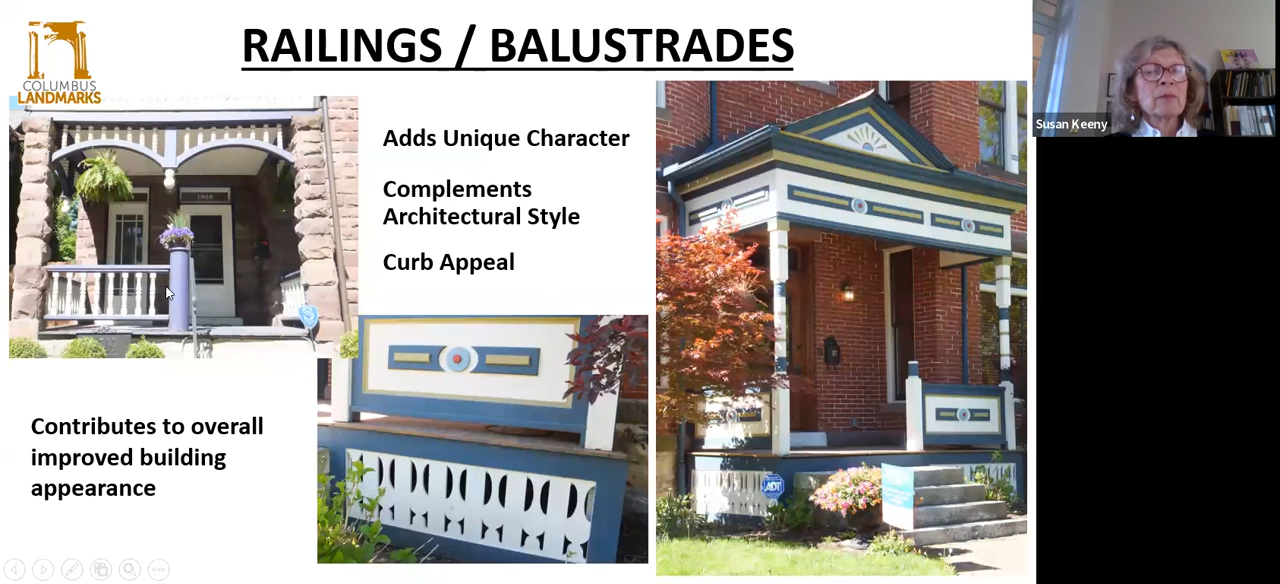 RAILINGS / BALUSTRADES
COLUMBUS
LANDMARKS
Adds Unique Character
Complements
Architectural Style
Curb Appeal
Contributes to overall
improved building
appearance
Susan Keeny
1908
ADT